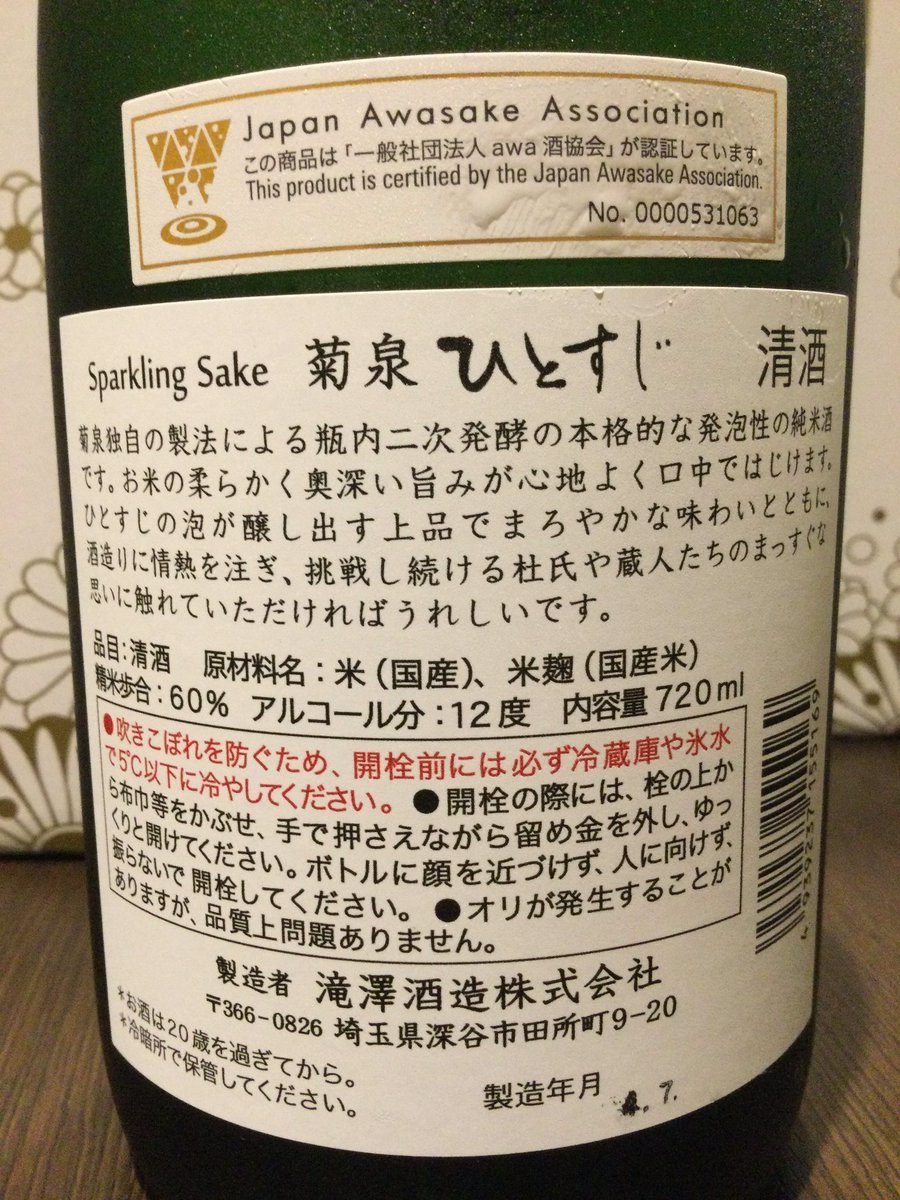 Japan Awasake Association
この商品は「一般社団法人awa酒協会」が認証しています。
This product is certified by the Japan Awasake Association.
No. 0000531063
Sparkling Sake 菊泉 ひとすじ 清酒
菊泉独自の製法による瓶内二次発酵の本格的な発泡性の純米酒
です。お米の柔らかく奥深い旨みが心地よく口中ではじけます。
ひとすじの泡が醸し出す上品でまろやかな味わいとともに、
酒造りに情熱を注ぎ、挑戦し続ける杜氏や蔵人たちのまっすぐな
思いに触れていただければうれしいです。
品目:清酒 原材料名:米(国産)、米麹(国産米)
精米歩合:60% アルコール分:12度 内容量720ml
●吹きこぼれを防ぐため、開栓前には必ず冷蔵庫や氷水
で5℃以下に冷やしてください。●開栓の際には、栓の上か
ら布巾等をかぶせ、手で押さえながら留め金を外し、ゆっ
くりと開けてください。ボトルに顔を近づけず、人に向けず、
振らないで開栓してください。●オリが発生することが
ありますが、品質上問題ありません。
4939237155169
製造者 滝澤酒造株式会社
〒366-0826 埼玉県深谷市田所町9-20
*お酒は20歳を過ぎてから。
*冷暗所で保管してください。
製造年月 4.7.